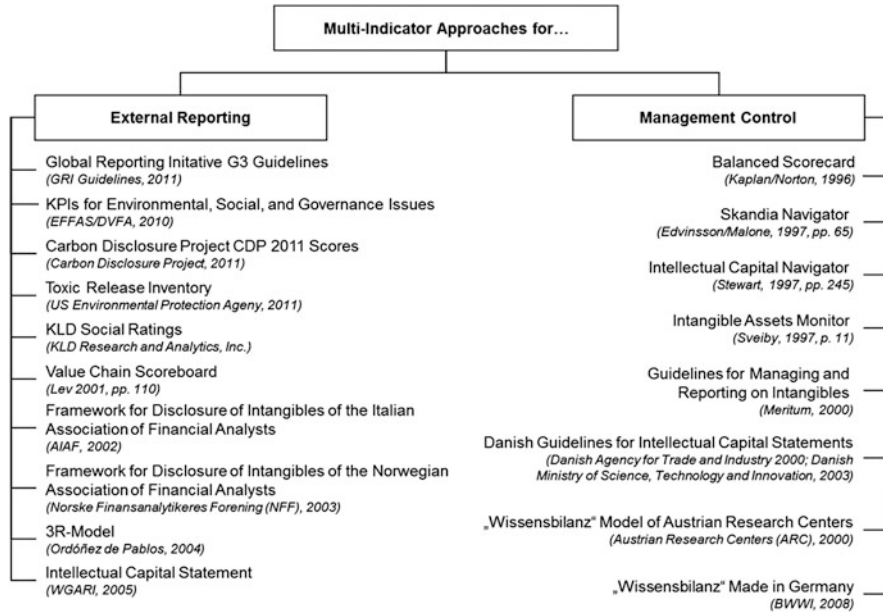 Multi-Indicator Approaches for…
External Reporting
Global Reporting Initative G3 Guidelines
(GRI Guidelines, 2011)
KPIs for Environmental, Social, and Governance Issues
(EFFAS/DVFA, 2010)
Carbon Disclosure Project CDP 2011 Scores
(Carbon Disclosure Project, 2011)
Toxic Release Inventory
(US Environmental Protection Ageny, 2011)
KLD Social Ratings
(KLD Research and Analytics, Inc.)
Value Chain Scoreboard
(Lev 2001, pp. 110)
Framework for Disclosure of Intangibles of the Italian
Association of Financial Analysts
(AIAF, 2002)
Framework for Disclosure of Intangibles of the Norwegian
Association of Financial Analysts
(Norske Finansanalytikeres Forening (NFF), 2003)
3R-Model
(Ordóñez de Pablos, 2004)
Intellectual Capital Statement
(WGARI, 2005)
Management Control
Balanced Scorecard
(Kaplan/Norton, 1996)
Skandia Navigator
(Edvinsson/Malone, 1997, pp. 65)
Intellectual Capital Navigator
(Stewart, 1997, pp. 245)
Intangible Assets Monitor
(Sveiby, 1997, p. 11)
Guidelines for Managing and
Reporting on Intangibles
(Meritum, 2000)
Danish Guidelines for Intellectual Capital Statements
(Danish Agency for Trade and Industry 2000; Danish
Ministry of Science, Technology and Innovation, 2003)
„Wissensbilanz“ Model of Austrian Research Centers
(Austrian Research Centers (ARC), 2000)
„Wissensbilanz“ Made in Germany
(BWWI, 2008)